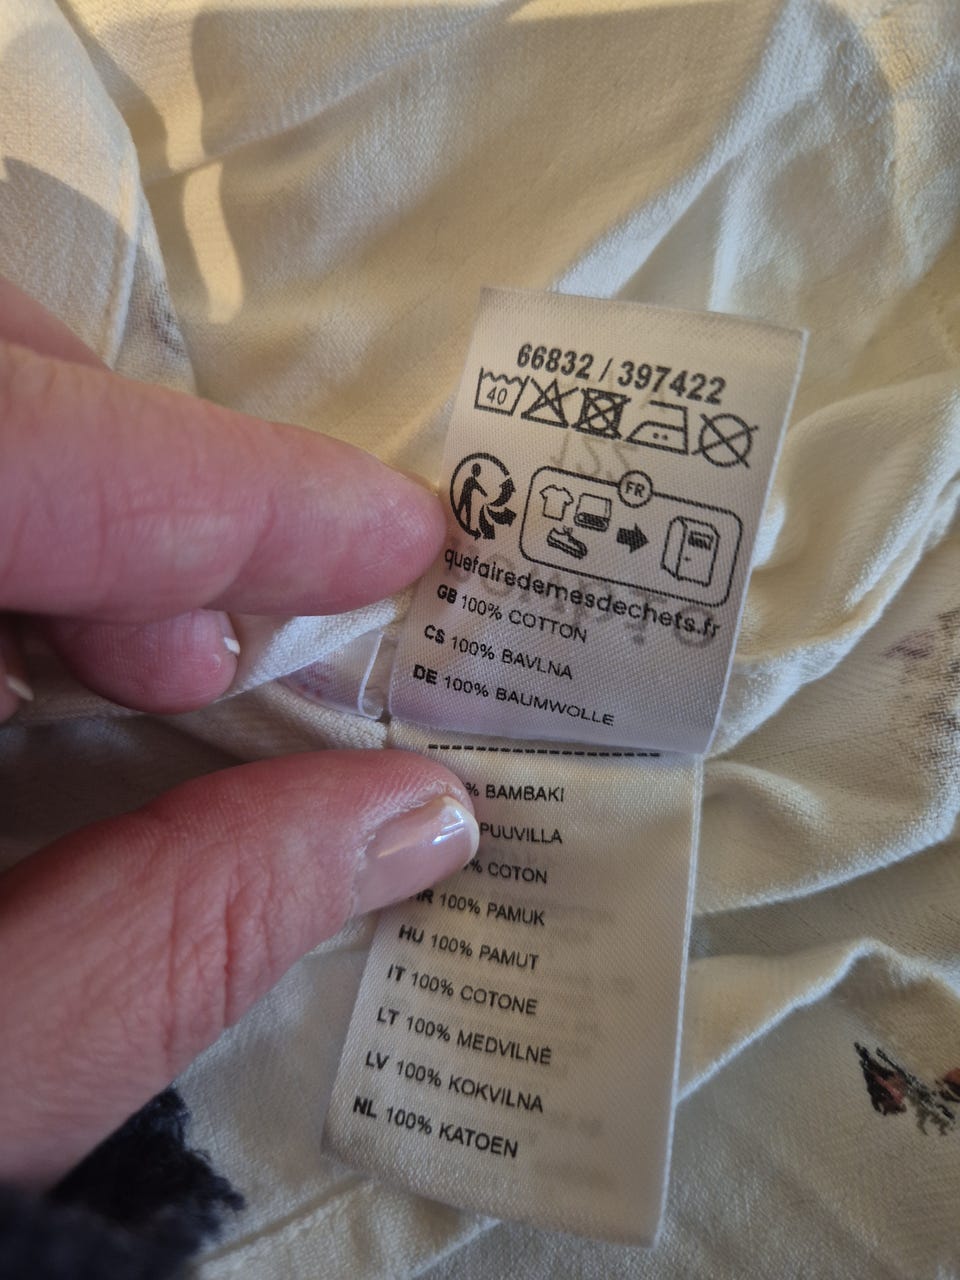 66832 / 397422
40
FR
quefairedemesdechets.fr
GB 100% COTTON
CS 100% BAVLNA
DE 100% BAUMWOLLE
% BAMBAKI
PUUVILLA
% COTON
HR 100% PAMUK
HU 100% PAMUT
IT 100% COTONE
LT 100% MEDVILNĖ
LV 100% KOKVILNA
NL 100% KATOEN